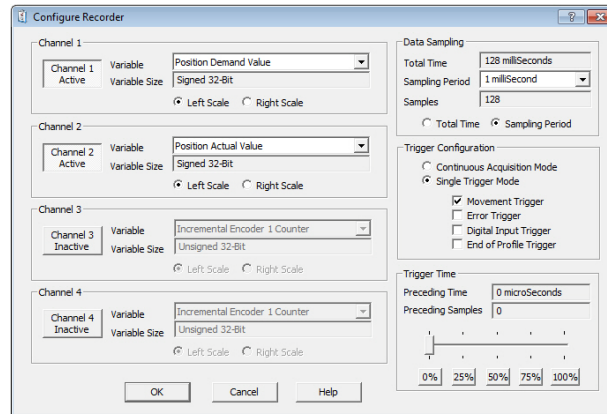 Configure Recorder
Channel 1
Channel 1 Active
Variable
Position Demand Value
Variable Size
Signed 32-Bit
Left Scale
Right Scale
Channel 2
Channel 2 Active
Variable
Position Actual Value
Variable Size
Signed 32-Bit
Left Scale
Right Scale
Channel 3
Channel 3 Inactive
Variable
Incremental Encoder 1 Counter
Variable Size
Unsigned 32-Bit
Left Scale
Right Scale
Channel 4
Channel 4 Inactive
Variable
Incremental Encoder 1 Counter
Variable Size
Unsigned 32-Bit
Left Scale
Right Scale
OK
Cancel
Help
Data Sampling
Total Time
128 milliSeconds
Sampling Period
1 milliSecond
Samples
128
Total Time
Sampling Period
Trigger Configuration
Continuous Acquisition Mode
Single Trigger Mode
Movement Trigger
Error Trigger
Digital Input Trigger
End of Profile Trigger
Trigger Time
Preceding Time
0 microSeconds
Preceding Samples
0
0%
25%
50%
75%
100%